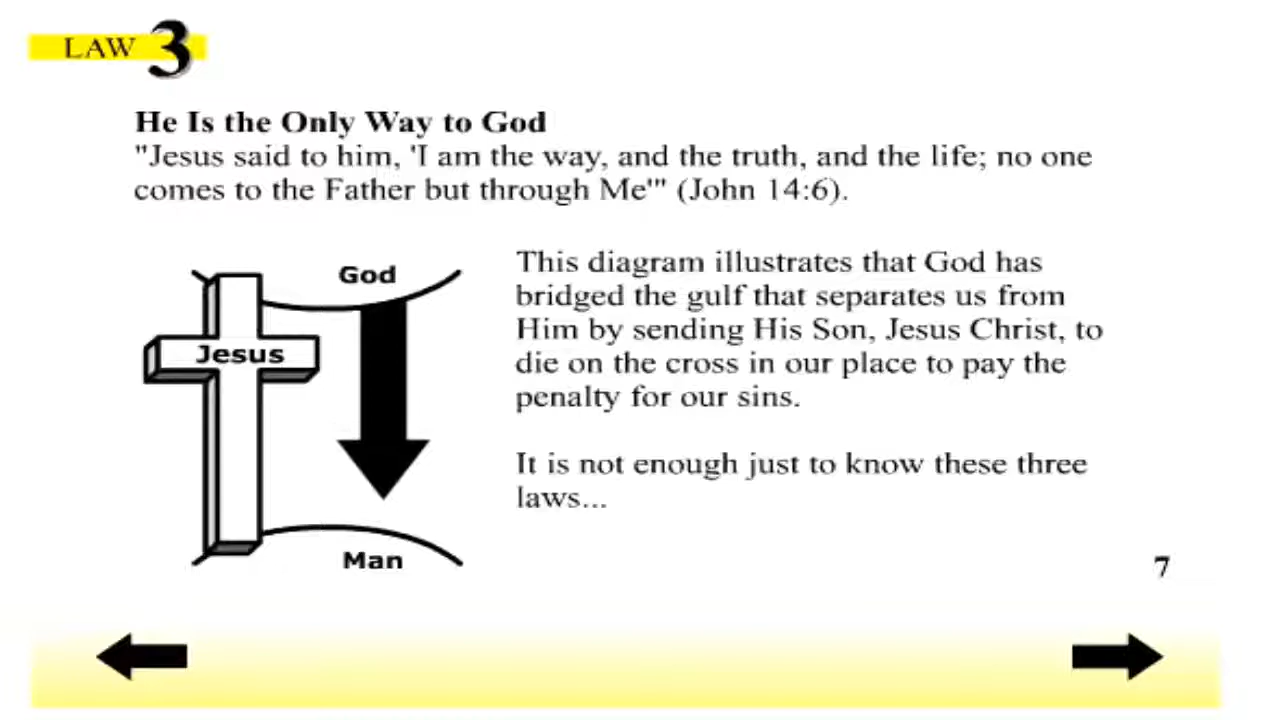 LAW 3
He Is the Only Way to God
"Jesus said to him, 'I am the way, and the truth, and the life; no one
comes to the Father but through Me'" (John 14:6).
God
Jesus
Man
This diagram illustrates that God has
bridged the gulf that separates us from
Him by sending His Son, Jesus Christ, to
die on the cross in our place to pay the
penalty for our sins.
It is not enough just to know these three
laws...
7